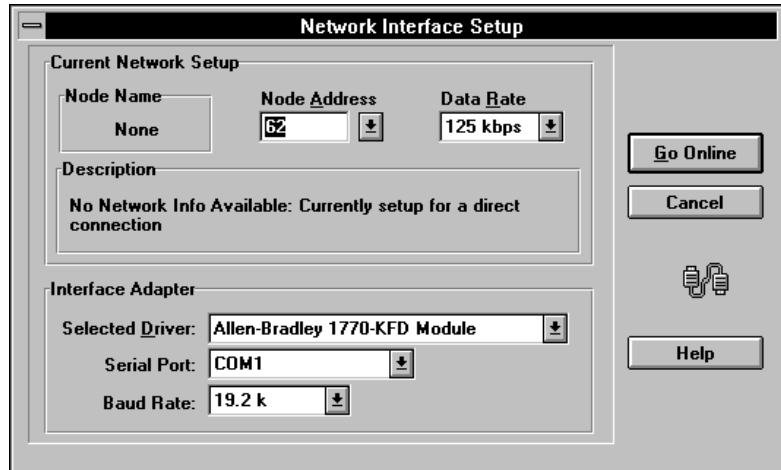 Network Interface Setup
Current Network Setup
Node Name
None
Node Address
62
Data Rate
125 kbps
Description
No Network Info Available: Currently setup for a direct
connection
Interface Adapter
Selected Driver: Allen-Bradley 1770-KFD Module
Serial Port: COM1
Baud Rate: 19.2 k
Go Online
Cancel
Help